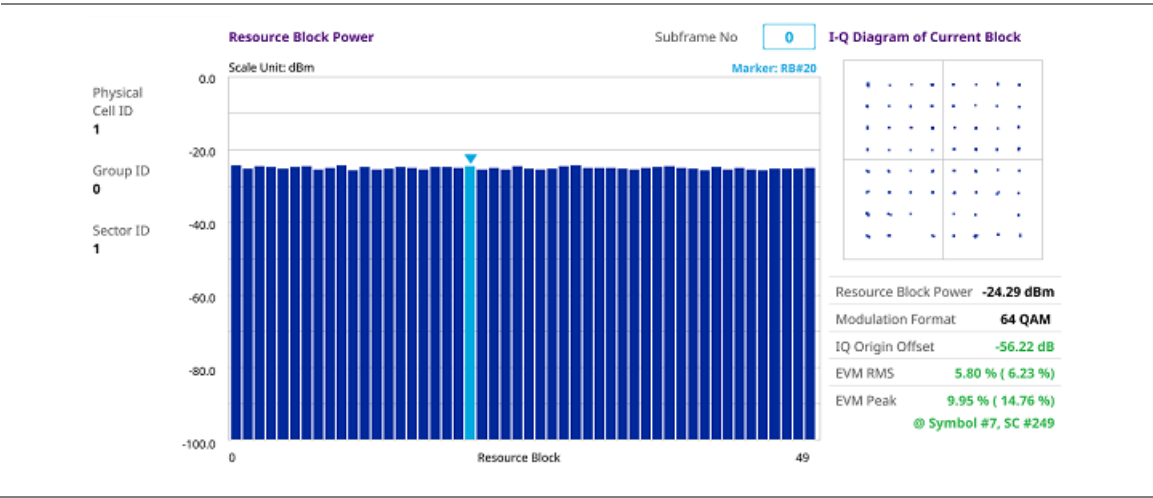 Resource Block Power
Subframe No 0
I-Q Diagram of Current Block
Scale Unit: dBm
Marker: RB#20
Physical
Cell ID
1
Group ID
0
Sector ID
1
0.0
-20.0
-40.0
-60.0
-80.0
-100.0
0
Resource Block
49
Resource Block Power -24.29 dBm
Modulation Format 64 QAM
IQ Origin Offset -56.22 dB
EVM RMS 5.80 % ( 6.23 %)
EVM Peak 9.95 % ( 14.76 %)
@ Symbol #7, SC #249